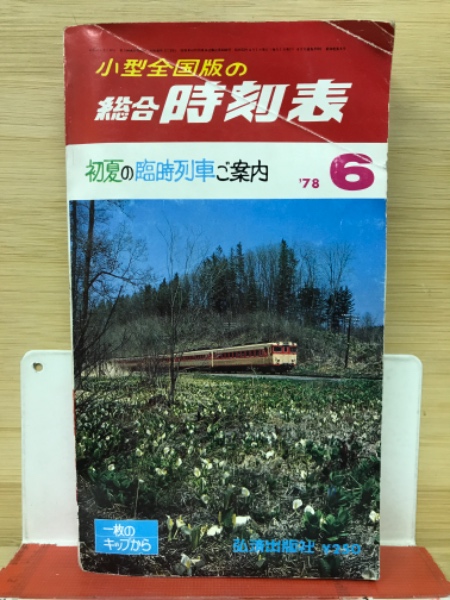 小型全国版の
総合 時刻表
初夏の臨時列車ご案内
'78 6
一枚の
キップから
弘済出版社 ¥350